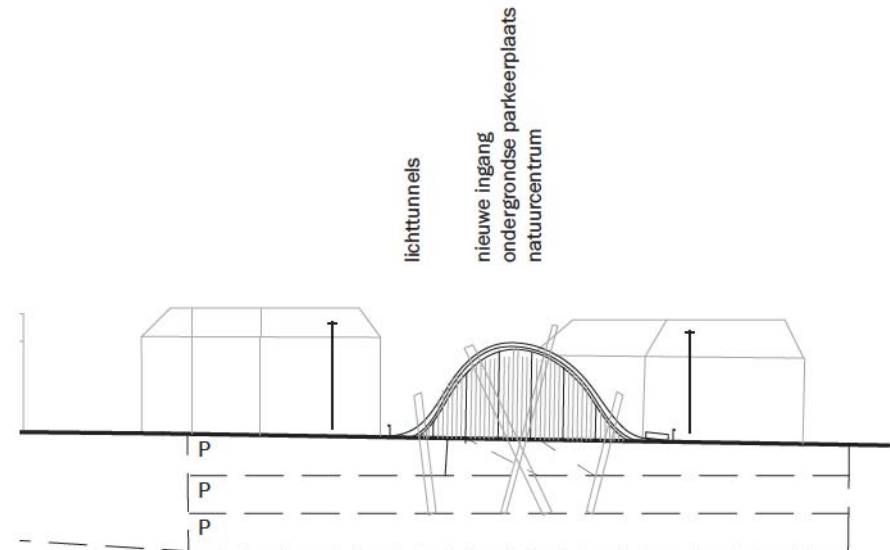 lichttunnels
nieuwe ingang
ondergrondse parkeerplaats
natuurcentrum
P
P
P